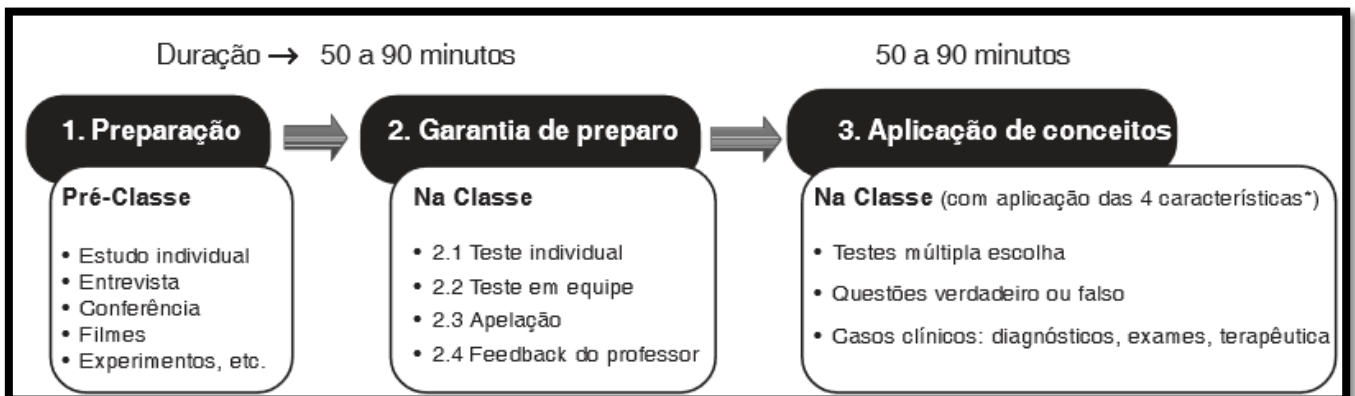 Duração → 50 a 90 minutos
50 a 90 minutos
1. Preparação
Pré-Classe
• Estudo individual
• Entrevista
• Conferência
• Filmes
• Experimentos, etc.
2. Garantia de preparo
Na Classe
• 2.1 Teste individual
• 2.2 Teste em equipe
• 2.3 Apelação
• 2.4 Feedback do professor
3. Aplicação de conceitos
Na Classe (com aplicação das 4 características*)
• Testes múltipla escolha
• Questões verdadeiro ou falso
• Casos clínicos: diagnósticos, exames, terapêutica